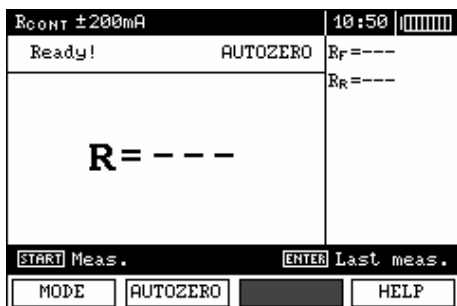 RCONT ±200mA 10:50
Ready! AUTOZERO RF=---
RR=---
R=---
START Meas. ENTER Last meas.
MODE AUTOZERO HELP